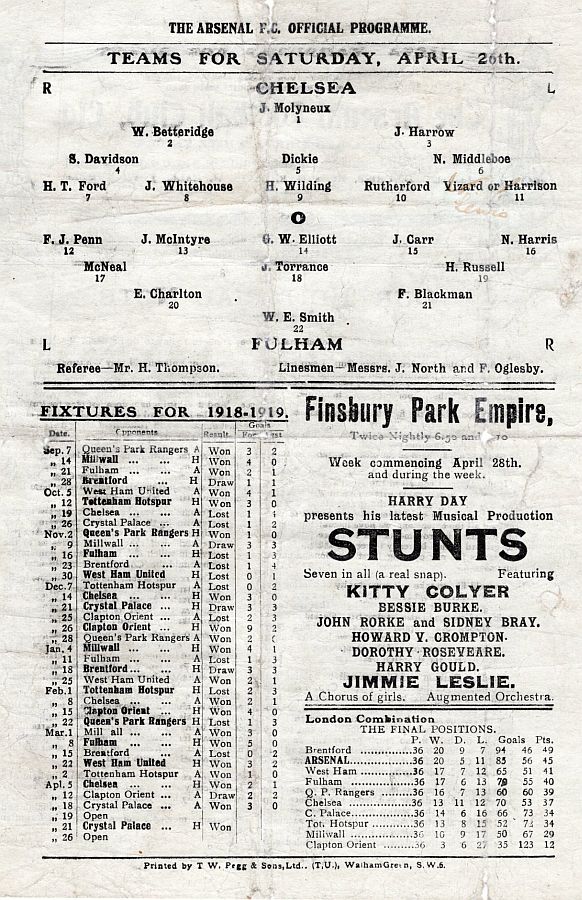 THE ARSENAL F.C. OFFICIAL PROGRAMME.
TEAMS FOR SATURDAY, APRIL 26th.
R CHELSEA L
J. Molyneux
1
W. Betteridge J. Harrow
2 3
S. Davidson Dickie N. Middleboe
4 5 6
H. T. Ford J. Whitehouse H. Wilding Rutherford Vizard or Harrison
7 8 9 10 11
O
F. J. Penn J. McIntyre G. W. Elliott J. Carr N. Harris
12 13 14 15 16
McNeal J. Torrance H. Russell
17 18 19
E. Charlton F. Blackman
20 21
W. E. Smith
22
L FULHAM R
Referee—Mr. H. Thompson. Linesmen—Messrs. J. North and F. Oglesby.
FIXTURES FOR 1918-1919.
Date. Opponents Result. Goals
For
Sep. 7 Queen's Park Rangers A Won 3 2
„ 14 Millwall ... ... H Won 4 0
„ 21 Fulham ... ... A Won 2 1
„ 28 Brentford ... H Draw 1 1
Oct. 5 West Ham United A Won 4 1
„ 12 Tottenham Hotspur H Won 3 0
„ 19 Chelsea ... ... A Lost 1 4
„ 26 Crystal Palace ... A Lost 1 2
Nov. 2 Queen's Park Rangers H Won 1 0
„ 9 Millwall ... ... A Draw 3 3
„ 16 Fulham ... ... H Lost 1 3
„ 23 Brentford ... A Lost 1 4
„ 30 West Ham United H Lost 0 2
Dec. 7 Tottenham Hotspur A Lost 0 1
„ 14 Chelsea ... ... H Won 3 0
„ 21 Crystal Palace ... H Draw 3 3
„ 25 Clapton Orient ... A Lost 2 3
„ 26 Clapton Orient ... H Won 9 2
„ 28 Queen's Park Rangers A Won 2
Jan. 4 Millwall ... ... H Won 4 1
„ 11 Fulham ... ... A Lost 1 3
„ 18 Brentford ... ... H Draw 3 3
„ 25 West Ham United A Won 2 1
Feb. 1 Tottenham Hotspur H Lost 2 3
„ 8 Chelsea ... ... A Won 2 1
„ 15 Clapton Orient ... H Won 4 0
„ 22 Queen's Park Rangers H Lost 1 3
Mar. 1 Mill all ... ... A Won 3 0
„ 8 Fulham ... ... H Won 5 0
„ 15 Breatford ... A Lost 0 2
„ 22 West Ham United H Won 3 2
„ 2 Tottenham Hotspur A Won 1 0
Apl. 5 Chelsea ... ... H Won 2 1
„ 12 Clapton Orient ... A Draw 2 2
„ 18 Crystal Palace ... A Won 3 0
„ 19 Open
„ 21 Crystal Palace ... H Won
„ 26 Open
Finsbury Park Empire,
Twice Nightly 6.30 and
Week commencing April 28th.
and during the week.
HARRY DAY
presents his latest Musical Production
STUNTS
Seven in all (a real snap). Featuring
KITTY COLYER
BESSIE BURKE.
JOHN RORKE and SIDNEY BRAY.
HOWARD V. CROMPTON.
DOROTHY ROSEYEARE.
HARRY GOULD.
JIMMIE LESLIE.
A Chorus of girls. Augmented Orchestra.
London Combination
THE FINAL POSITIONS.
P. W. D. L. Goals Pts.
Brentford ............36 20 9 7 94 46 49
ARSENAL............36 20 5 11 85 56 45
West Ham ............36 17 7 12 65 51 41
Fulham ............36 17 6 13 70 55 40
Q. P. Rangers ............36 16 7 13 60 60 39
Chelsea ............36 13 11 12 70 53 37
C. Palace ............36 14 6 16 66 73 34
Tot. Hotspur ............36 13 8 15 52 72 34
Millwall ............36 10 9 17 50 67 29
Clapton Orient ............36 3 6 27 35 123 12
Printed by T. W. Pegg & Sons, Ltd., (T.U.), Walham Green, S.W.6.